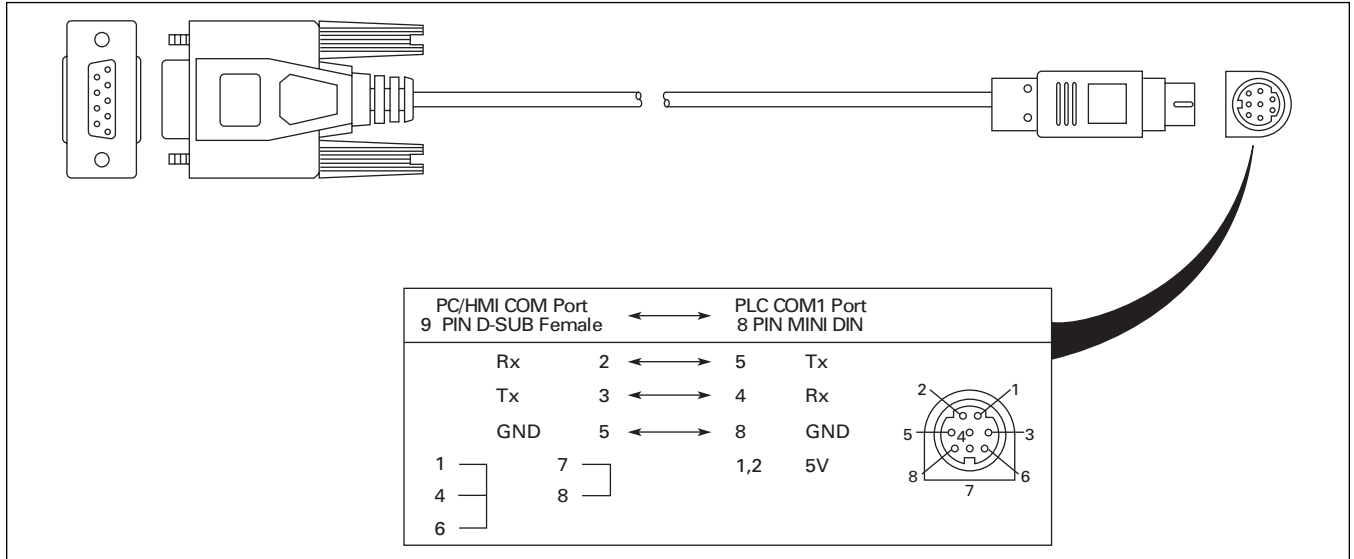 PC/HMI COM Port PLC COM1 Port
9 PIN D-SUB Female 8 PIN MINI DIN
Rx 2 5 Tx
Tx 3 4 Rx
GND 5 8 GND
1 7 1,2 5V
4 8
6
2 1
5 4 3
8 6
7